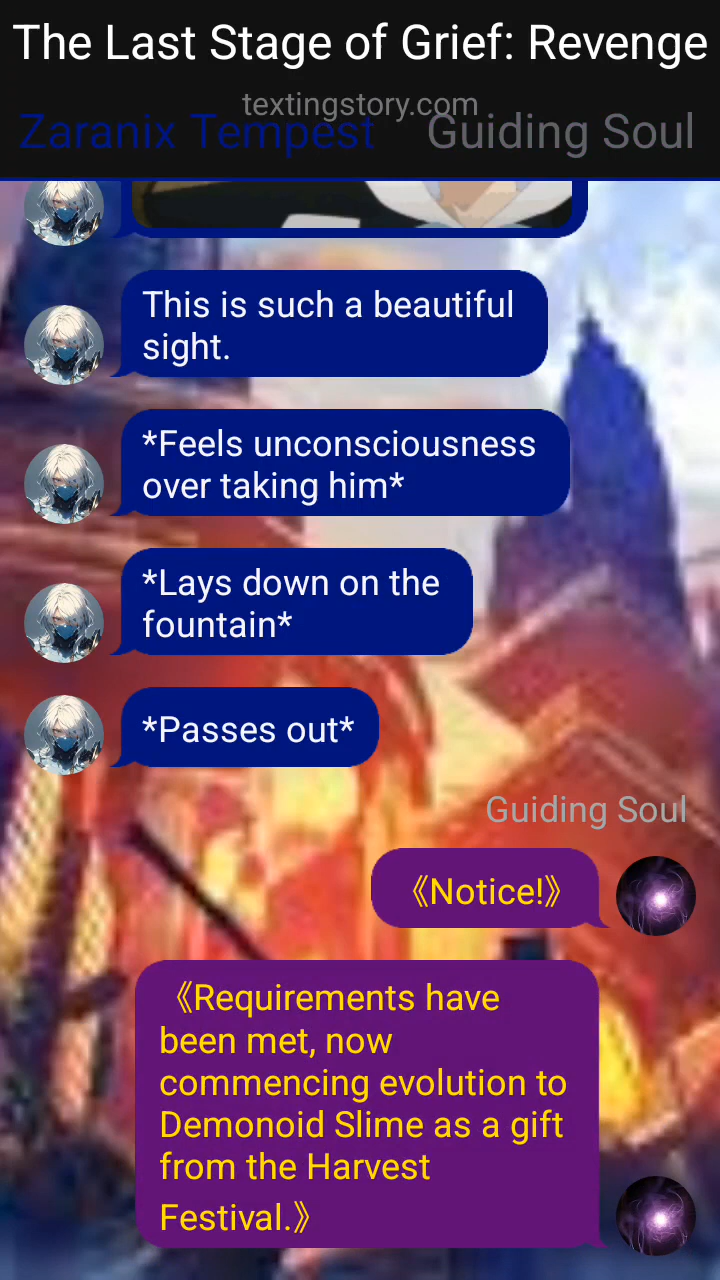 The Last Stage of Grief: Revenge
textingstory.com
Zaranix Tempest
Guiding Soul
This is such a beautiful
sight.
*Feels unconsciousness
over taking him*
*Lays down on the
fountain*
*Passes out*
Guiding Soul
《Notice!》
《Requirements have
been met, now
commencing evolution to
Demonoid Slime as a gift
from the Harvest
Festival.》